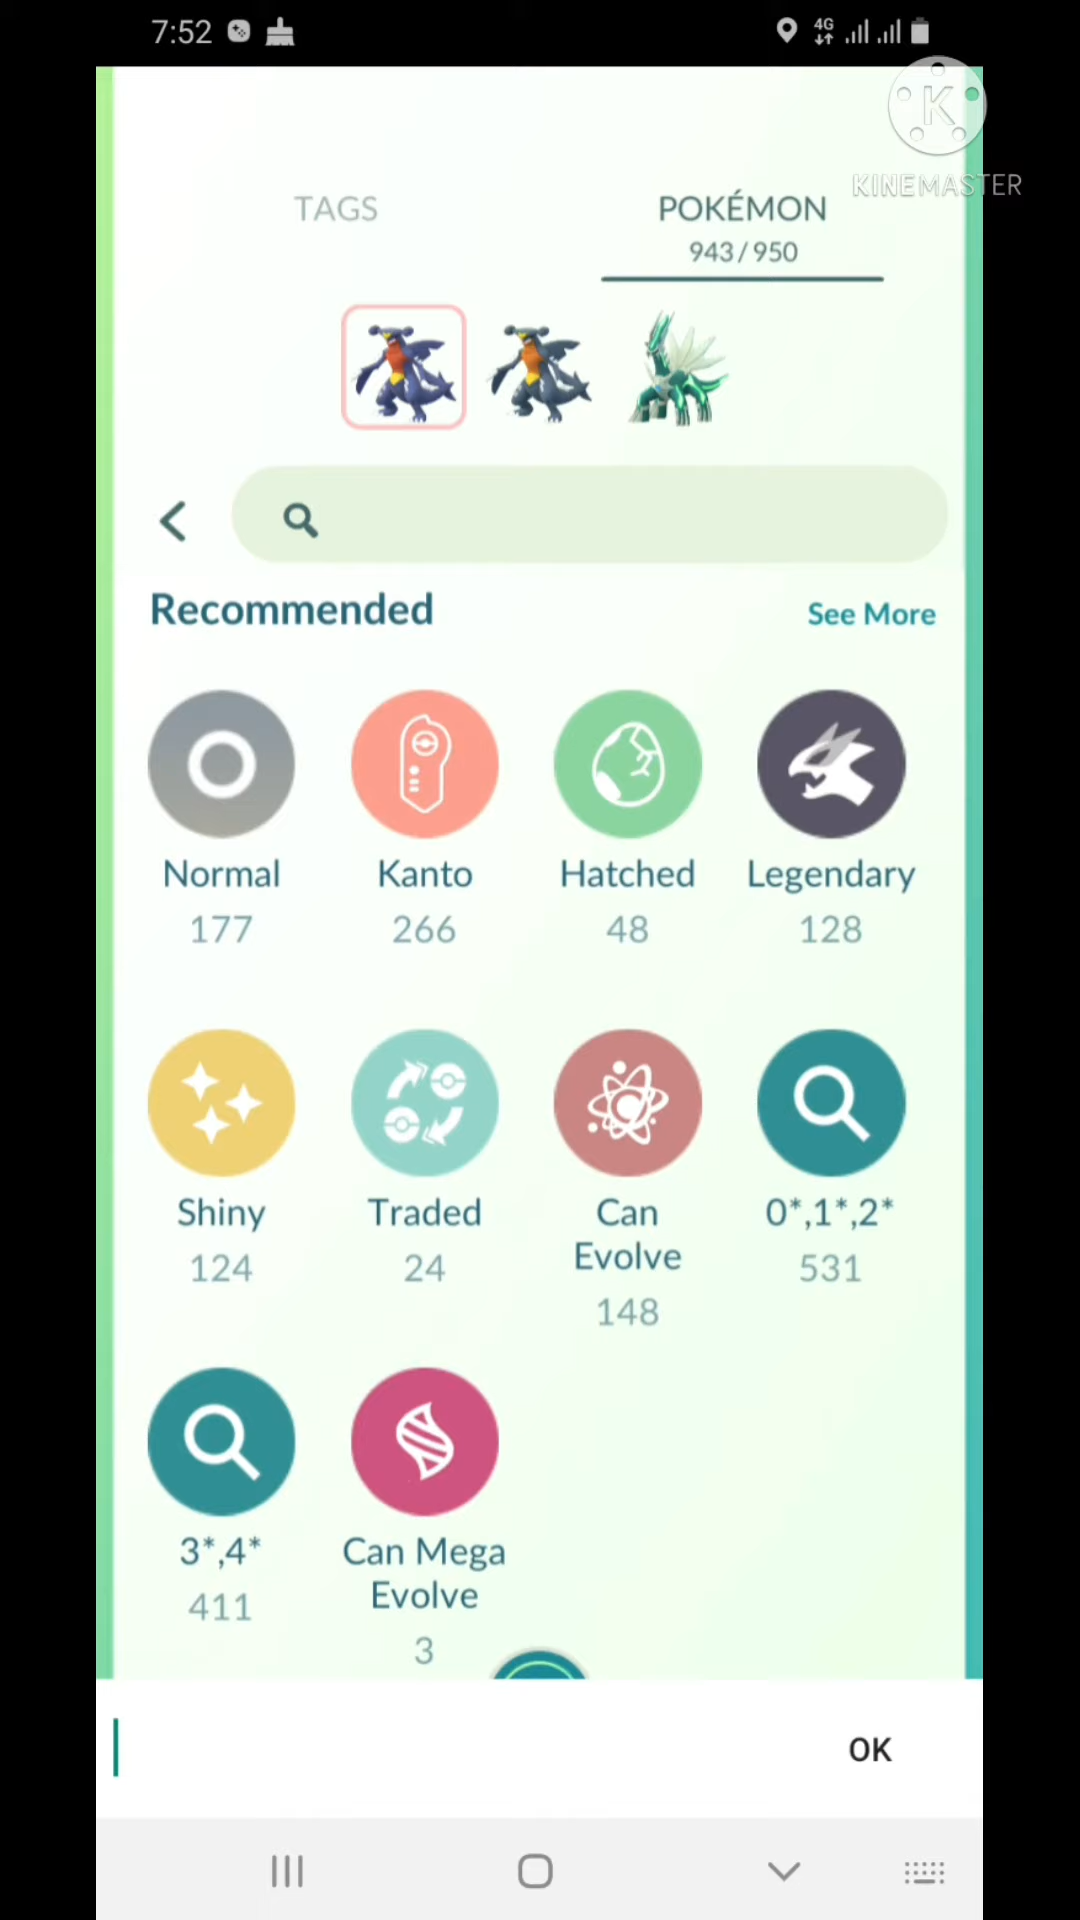 7:52
4G
K
KINEMASTER
TAGS
POKÉMON
943/950
Recommended
See More
Normal
Kanto
Hatched
Legendary
177
266
48
128
Shiny
Traded
Can
Evolve
0*,1*,2*
124
24
148
531
3*,4*
Can Mega
Evolve
411
3
OK